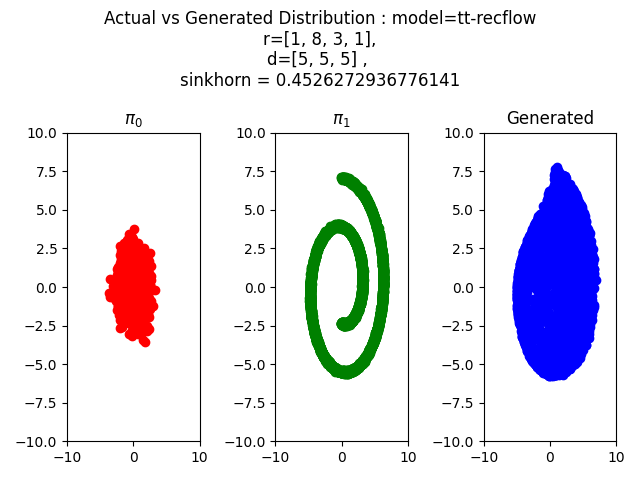 Actual vs Generated Distribution : model=tt-recflow
r=[1, 8, 3, 1],
d=[5, 5, 5] ,
sinkhorn = 0.4526272936776141
π₀ π₁ Generated
10.0 10.0 10.0
7.5 7.5 7.5
5.0 5.0 5.0
2.5 2.5 2.5
0.0 0.0 0.0
−2.5 −2.5 −2.5
−5.0 −5.0 −5.0
−7.5 −7.5 −7.5
−10.0 −10.0 −10.0
−10 0 10 −10 0 10 −10 0 10